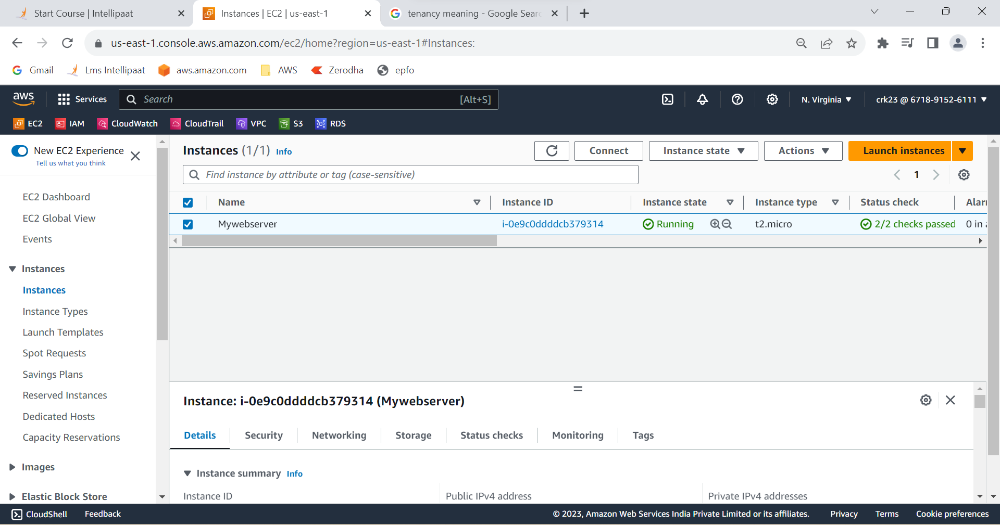 Start Course | Intellipaat
Instances | EC2 | us-east-1
tenancy meaning - Google Sear
us-east-1.console.aws.amazon.com/ec2/home?region=us-east-1#Instances:
Gmail Lms Intellipaat aws.amazon.com AWS Zerodha epfo
aws Services Search [Alt+S] N. Virginia crk23 @ 6718-9152-6111
EC2 IAM CloudWatch CloudTrail VPC S3 RDS
New EC2 Experience
Tell us what you think
EC2 Dashboard
EC2 Global View
Events
Instances
Instances
Instance Types
Launch Templates
Spot Requests
Savings Plans
Reserved Instances
Dedicated Hosts
Capacity Reservations
Images
Elastic Block Store
Instances (1/1) Info
Connect Instance state Actions Launch instances
Find instance by attribute or tag (case-sensitive)
1
Name Instance ID Instance state Instance type Status check Alar
Mywebserver i-0e9c0ddddcb379314 Running t2.micro 2/2 checks passed 0 in
Instance: i-0e9c0ddddcb379314 (Mywebserver)
Details Security Networking Storage Status checks Monitoring Tags
Instance summary Info
Instance ID Public IPv4 address Private IPv4 addresses
CloudShell Feedback © 2023, Amazon Web Services India Private Limited or its affiliates. Privacy Terms Cookie preferences